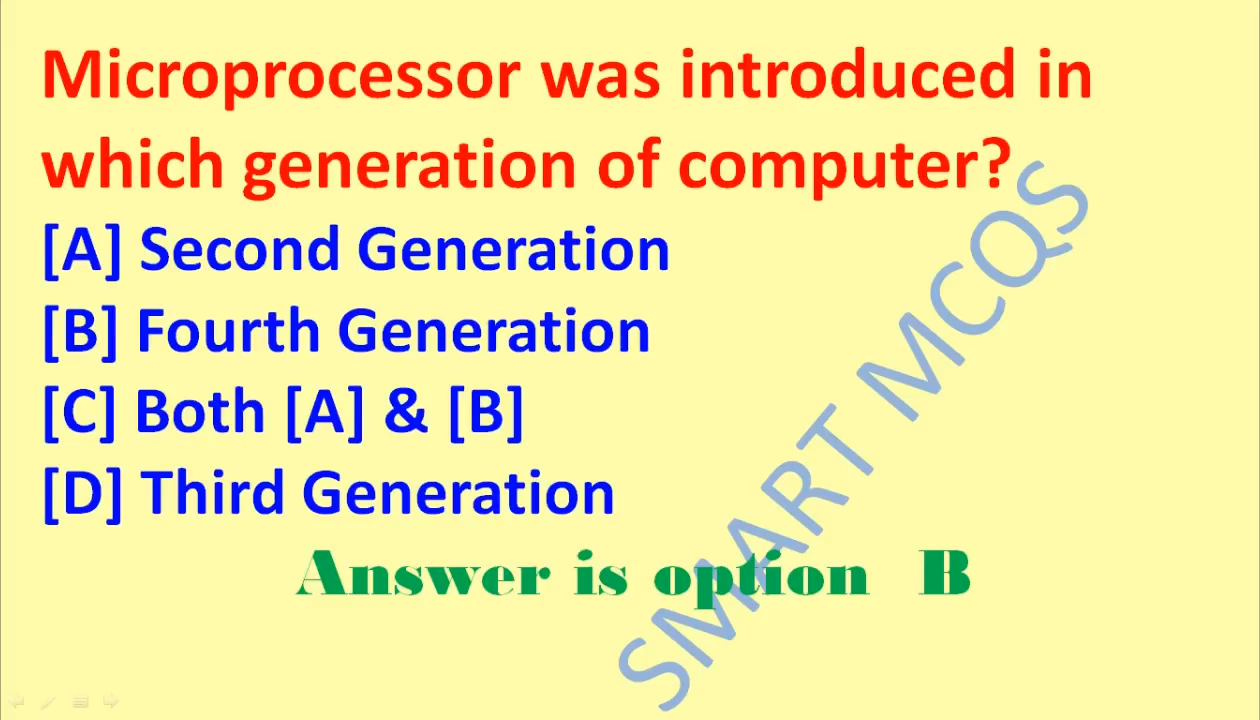 Microprocessor was introduced in
which generation of computer?
[A] Second Generation
[B] Fourth Generation
[C] Both [A] & [B]
[D] Third Generation
Answer is option B
SMART MCQS